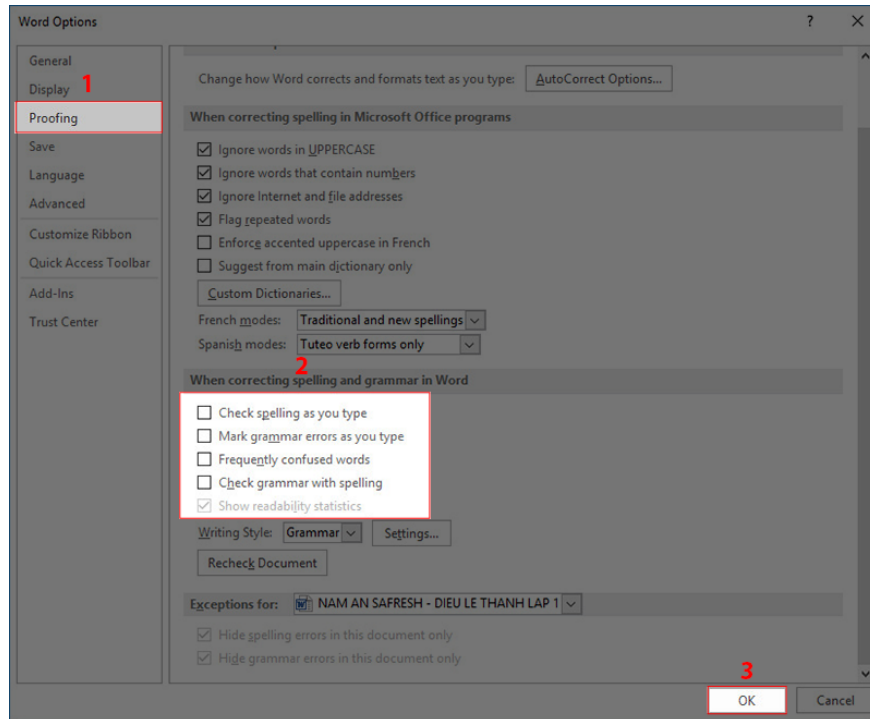 Word Options
?
General
Display
1
Proofing
Save
Language
Advanced
Customize Ribbon
Quick Access Toolbar
Add-Ins
Trust Center
Change how Word corrects and formats text as you type: AutoCorrect Options...
When correcting spelling in Microsoft Office programs
Ignore words in UPPERCASE
Ignore words that contain numbers
Ignore Internet and file addresses
Flag repeated words
Enforce accented uppercase in French
Suggest from main dictionary only
Custom Dictionaries...
French modes: Traditional and new spellings
Spanish modes: Tuteo verb forms only
2
When correcting spelling and grammar in Word
Check spelling as you type
Mark grammar errors as you type
Frequently confused words
Check grammar with spelling
Show readability statistics
Writing Style: Grammar Settings...
Recheck Document
Exceptions for: NAM AN SAFRESH - DIEU LE THANH LAP 1
Hide spelling errors in this document only
Hide grammar errors in this document only
3
OK Cancel